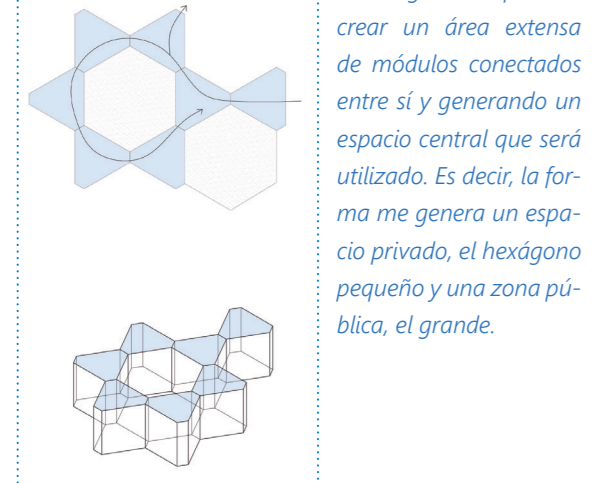 crear un área extensa
de módulos conectados
entre sí y generando un
espacio central que será
utilizado. Es decir, la for-
ma me genera un espa-
cio privado, el hexágono
pequeño y una zona pú-
blica, el grande.